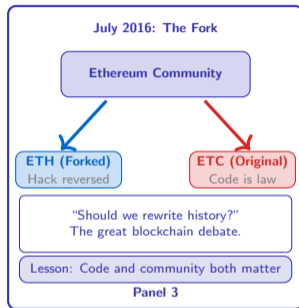 July 2016: The Fork
Ethereum Community
ETH (Forked)
Hack reversed
ETC (Original)
Code is law
“Should we rewrite history?”
The great blockchain debate.
Lesson: Code and community both matter
Panel 3